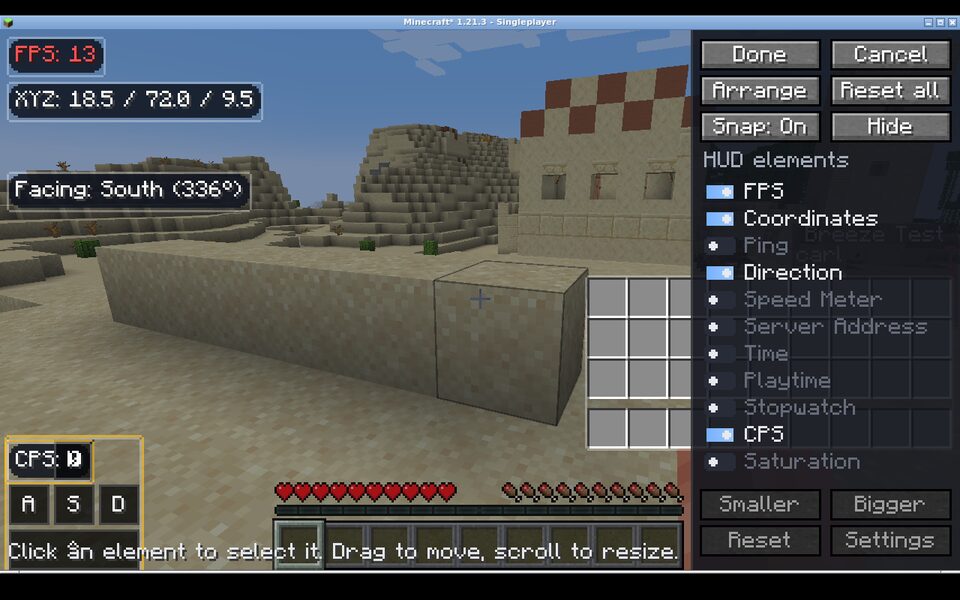 Minecraft* 1.21.3 - Singleplayer
FPS: 13
XYZ: 18.5 / 72.0 / 9.5
Facing: South (336°)
Done
Cancel
Arrange
Reset all
Snap: On
Hide
HUD elements
FPS
Coordinates
Ping
Direction
Speed Meter
Server Address
Time
Playtime
Stopwatch
CPS
Saturation
Smaller
Bigger
Reset
Settings
CPS:
A
S
D
Click an element to select it. Drag to move, scroll to resize.